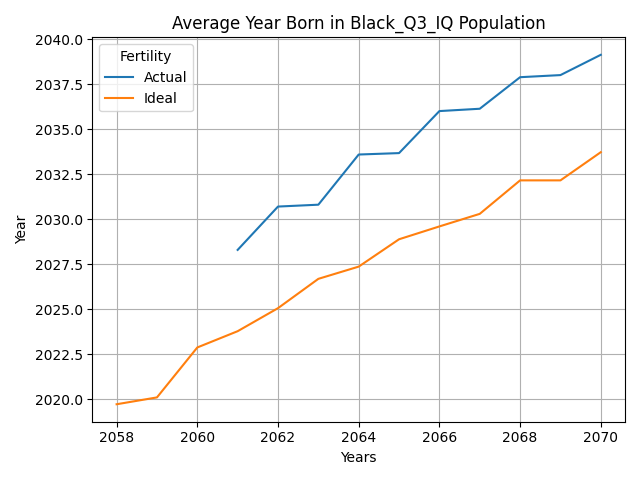 Average Year Born in Black_Q3_IQ Population
2040.0
2037.5
2035.0
2032.5
2030.0
2027.5
2025.0
2022.5
2020.0
Year
Fertility
Actual
Ideal
2058 2060 2062 2064 2066 2068 2070
Years